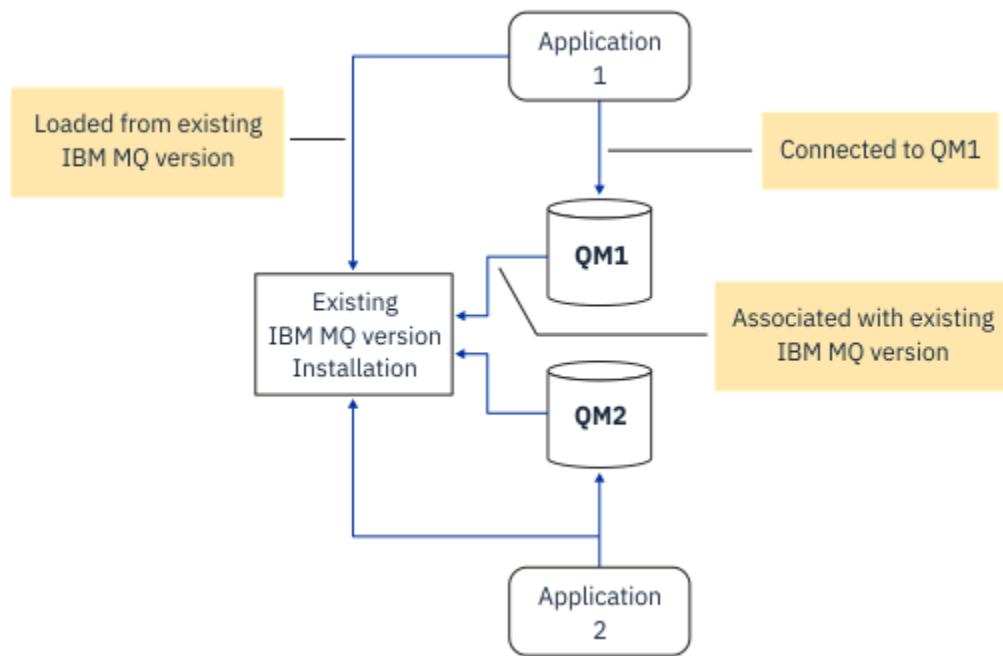 Application
1
Loaded from existing
IBM MQ version
Connected to QM1
QM1
Existing
IBM MQ version
Installation
Associated with existing
IBM MQ version
QM2
Application
2